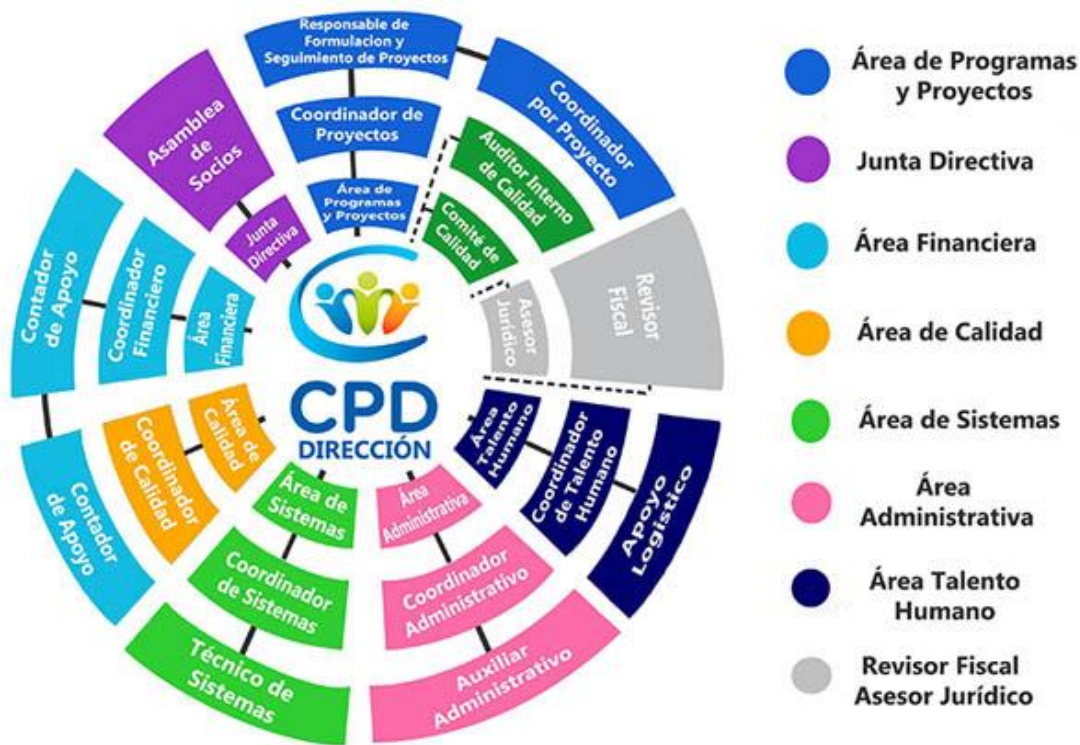 Responsable de
Formulacion y
Seguimiento de Proyectos
Coordinador de
Proyectos
Área de
Programas
y Proyectos
Coordinador
por Proyecto
Auditor Interno
de Calidad
Comité de
Calidad
Revisor
Fiscal
Asesor
Jurídico
Área
Talento
Humano
Coordinador
de Talento
Humano
Apoyo
Logístico
Área
Administrativa
Coordinador
Administrativo
Auxiliar
Administrativo
Área de
Sistemas
Coordinador
de Sistemas
Técnico de
Sistemas
Área de
Calidad
Coordinador
de Calidad
Contador
de Apoyo
Área
Financiera
Coordinador
Financiero
Contador
de Apoyo
Asamblea
de
Socios
Junta
Directiva
CPD
DIRECCIÓN
Área de Programas
y Proyectos
Junta Directiva
Área Financiera
Área de Calidad
Área de Sistemas
Área
Administrativa
Área Talento
Humano
Revisor Fiscal
Asesor Jurídico